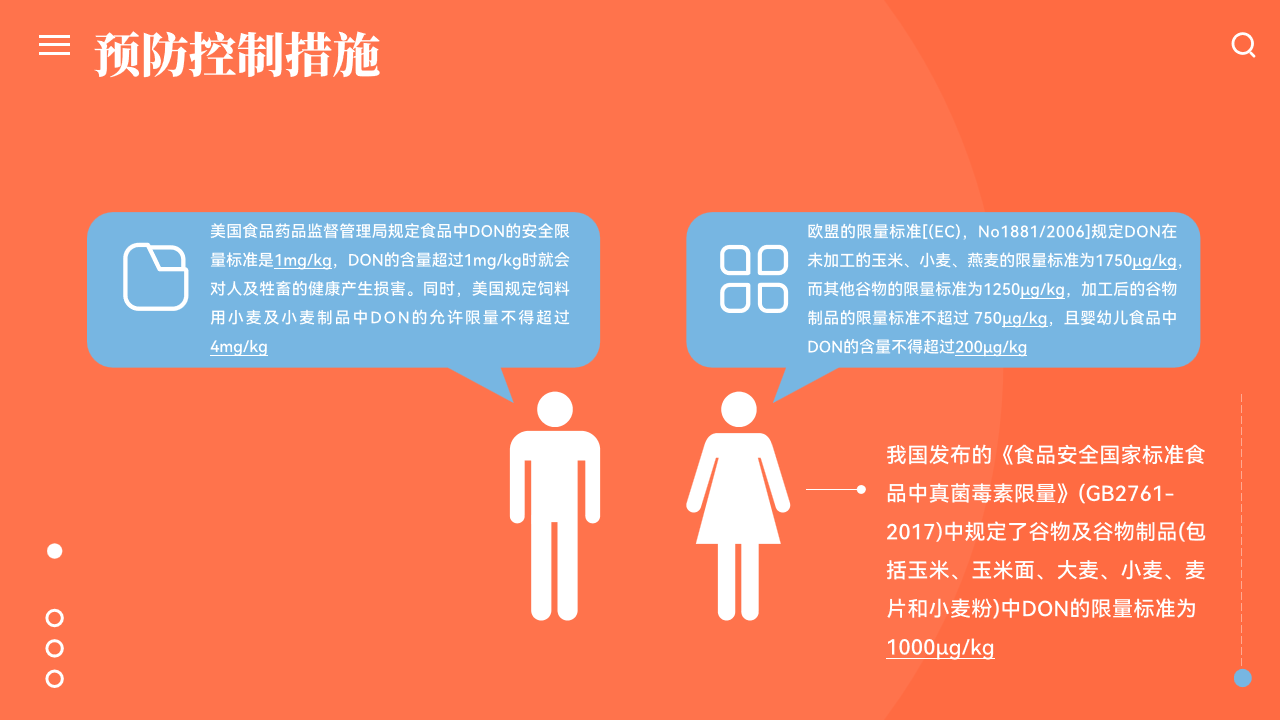 预防控制措施
美国食品药品监督管理局规定食品中DON的安全限
量标准是1mg/kg，DON的含量超过1mg/kg时就会
对人及牲畜的健康产生损害。同时，美国规定饲料
用小麦及小麦制品中DON的允许限量不得超过
4mg/kg
欧盟的限量标准[(EC)，No1881/2006]规定DON在
未加工的玉米、小麦、燕麦的限量标准为1750μg/kg，
而其他谷物的限量标准为1250μg/kg，加工后的谷物
制品的限量标准不超过 750μg/kg，且婴幼儿食品中
DON的含量不得超过200μg/kg
我国发布的《食品安全国家标准食
品中真菌毒素限量》(GB2761-
2017)中规定了谷物及谷物制品(包
括玉米、玉米面、大麦、小麦、麦
片和小麦粉)中DON的限量标准为
1000μg/kg